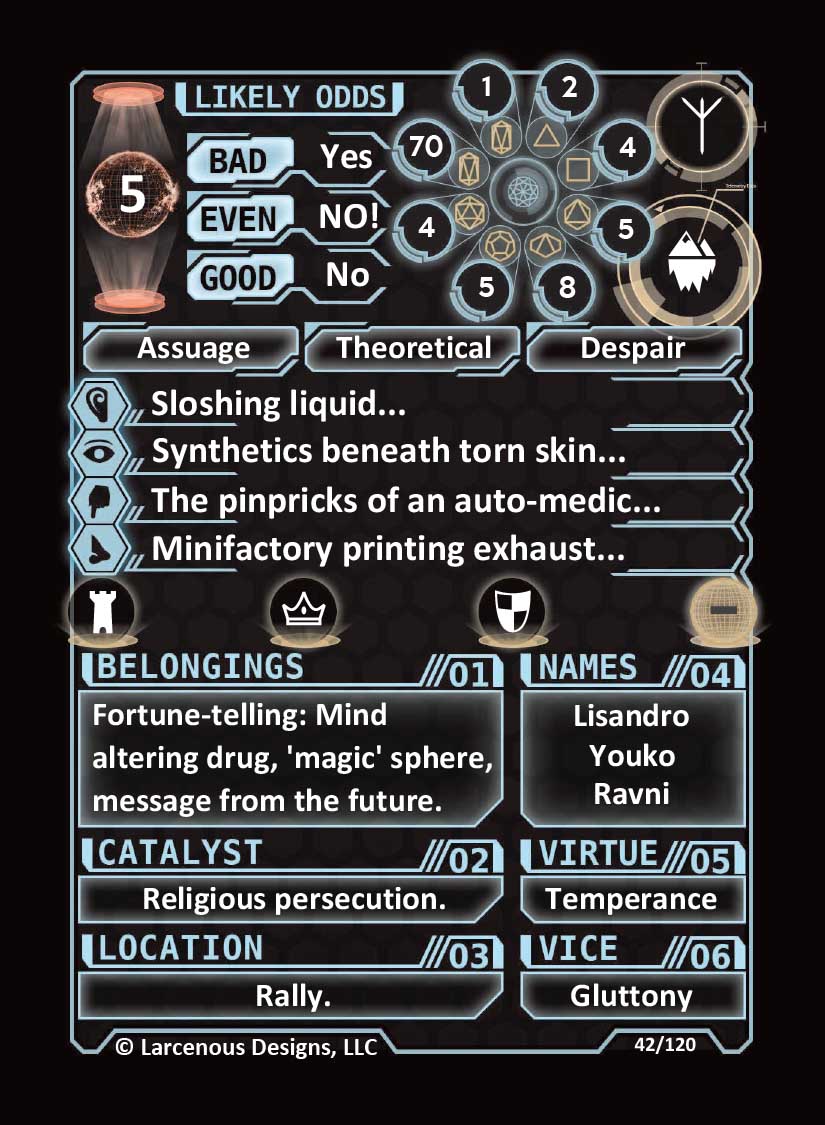 LIKELY ODDS
5
BAD Yes
EVEN NO!
GOOD No
1
2
70
4
4
5
5
8
Assuage
Theoretical
Despair
Sloshing liquid...
Synthetics beneath torn skin...
The pinpricks of an auto-medic...
Minifactory printing exhaust...
BELONGINGS ///01
Fortune-telling: Mind
altering drug, 'magic' sphere,
message from the future.
NAMES ///04
Lisandro
Youko
Ravni
CATALYST ///02
Religious persecution.
VIRTUE ///05
Temperance
LOCATION ///03
Rally.
VICE ///06
Gluttony
© Larcenous Designs, LLC
42/120